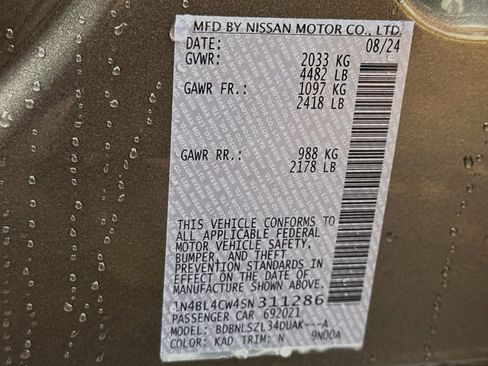 MFD BY NISSAN MOTOR CO., LTD.
DATE: 08/24
GVWR: 2033 KG
4482 LB
GAWR FR.: 1097 KG
2418 LB
GAWR RR.: 988 KG
2178 LB
THIS VEHICLE CONFORMS TO
ALL APPLICABLE FEDERAL
MOTOR VEHICLE SAFETY,
BUMPER, AND THEFT
PREVENTION STANDARDS IN
EFFECT ON THE DATE OF
MANUFACTURE SHOWN ABOVE.
1N4BL4CW4SN311286
PASSENGER CAR 692021
MODEL: BDBNLSZL34DUAK---A
COLOR: KAD TRIM: N 9N00A